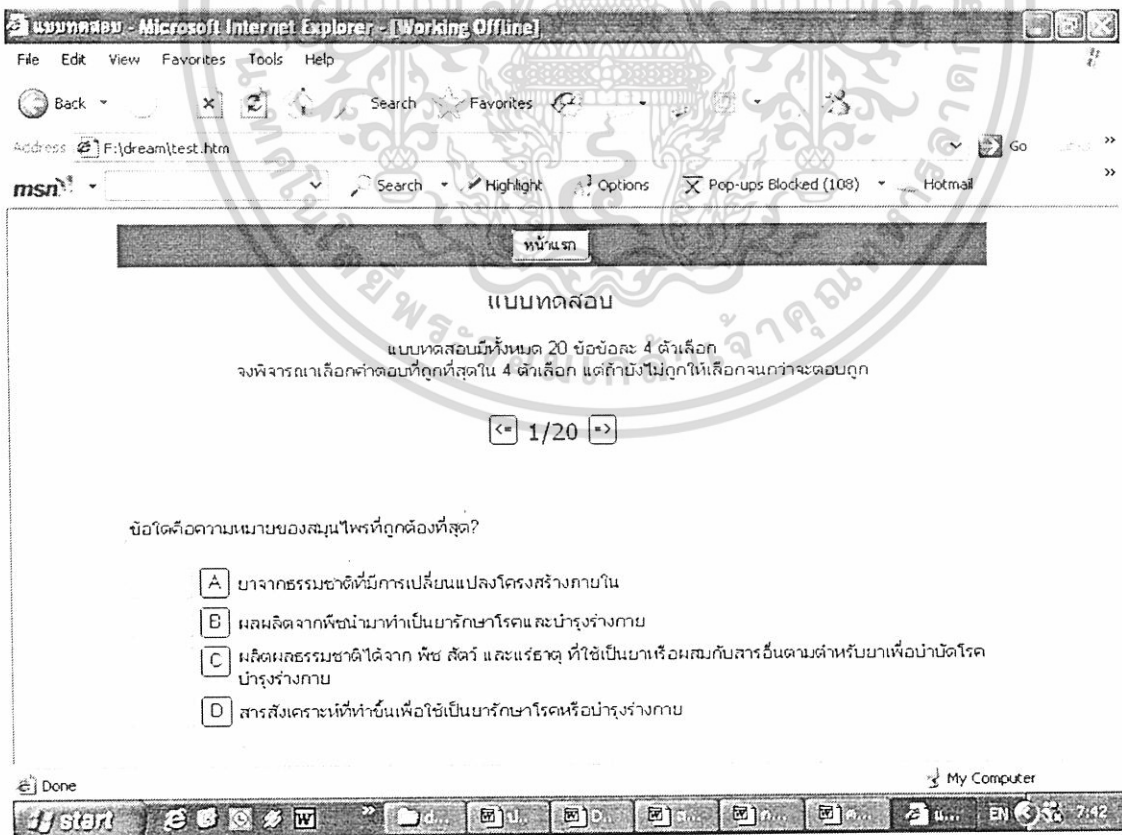 แบบทดสอบ - Microsoft Internet Explorer - [Working Offline]
File Edit View Favorites Tools Help
Back Search Favorites
Address F:\dream\test.htm Go
msn Search Highlight Options Pop-ups Blocked (108) Hotmail
หน้าแรก
แบบทดสอบ
แบบทดสอบมีทั้งหมด 20 ข้อข้อละ 4 ตัวเลือก
จงพิจารณาเลือกคำตอบที่ถูกที่สุดใน 4 ตัวเลือก แต่ถ้ายังไม่ถูกให้เลือกจนกว่าจะตอบถูก
<= 1/20 =>
ข้อใดคือความหมายของสมุนไพรที่ถูกต้องที่สุด?
A ยาจากธรรมชาติที่มีการเปลี่ยนแปลงโครงสร้างภายใน
B ผลผลิตจากพืชนำมาทำเป็นยารักษาโรคและบำรุงร่างกาย
C ผลิตผลธรรมชาติได้จาก พืช สัตว์ และแร่ธาตุ ที่ใช้เป็นยาหรือผสมกับสารอื่นตามตำหรับยาเพื่อบำบัดโรค
บำรุงร่างกาย
D สารสังเคราะห์ที่ทำขึ้นเพื่อใช้เป็นยารักษาโรคหรือบำรุงร่างกาย
Done My Computer
start d... ป... D... ส... ก... ค... แ... EN 7:42